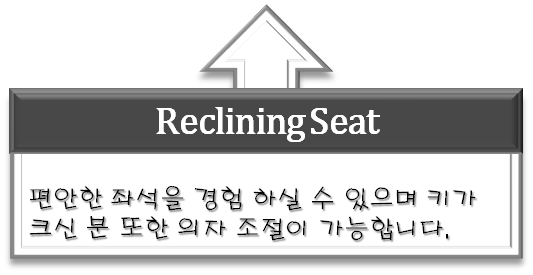 Reclining Seat
편안한 좌석을 경험 하실 수 있으며 키가
크신 분 또한 의자 조절이 가능합니다.